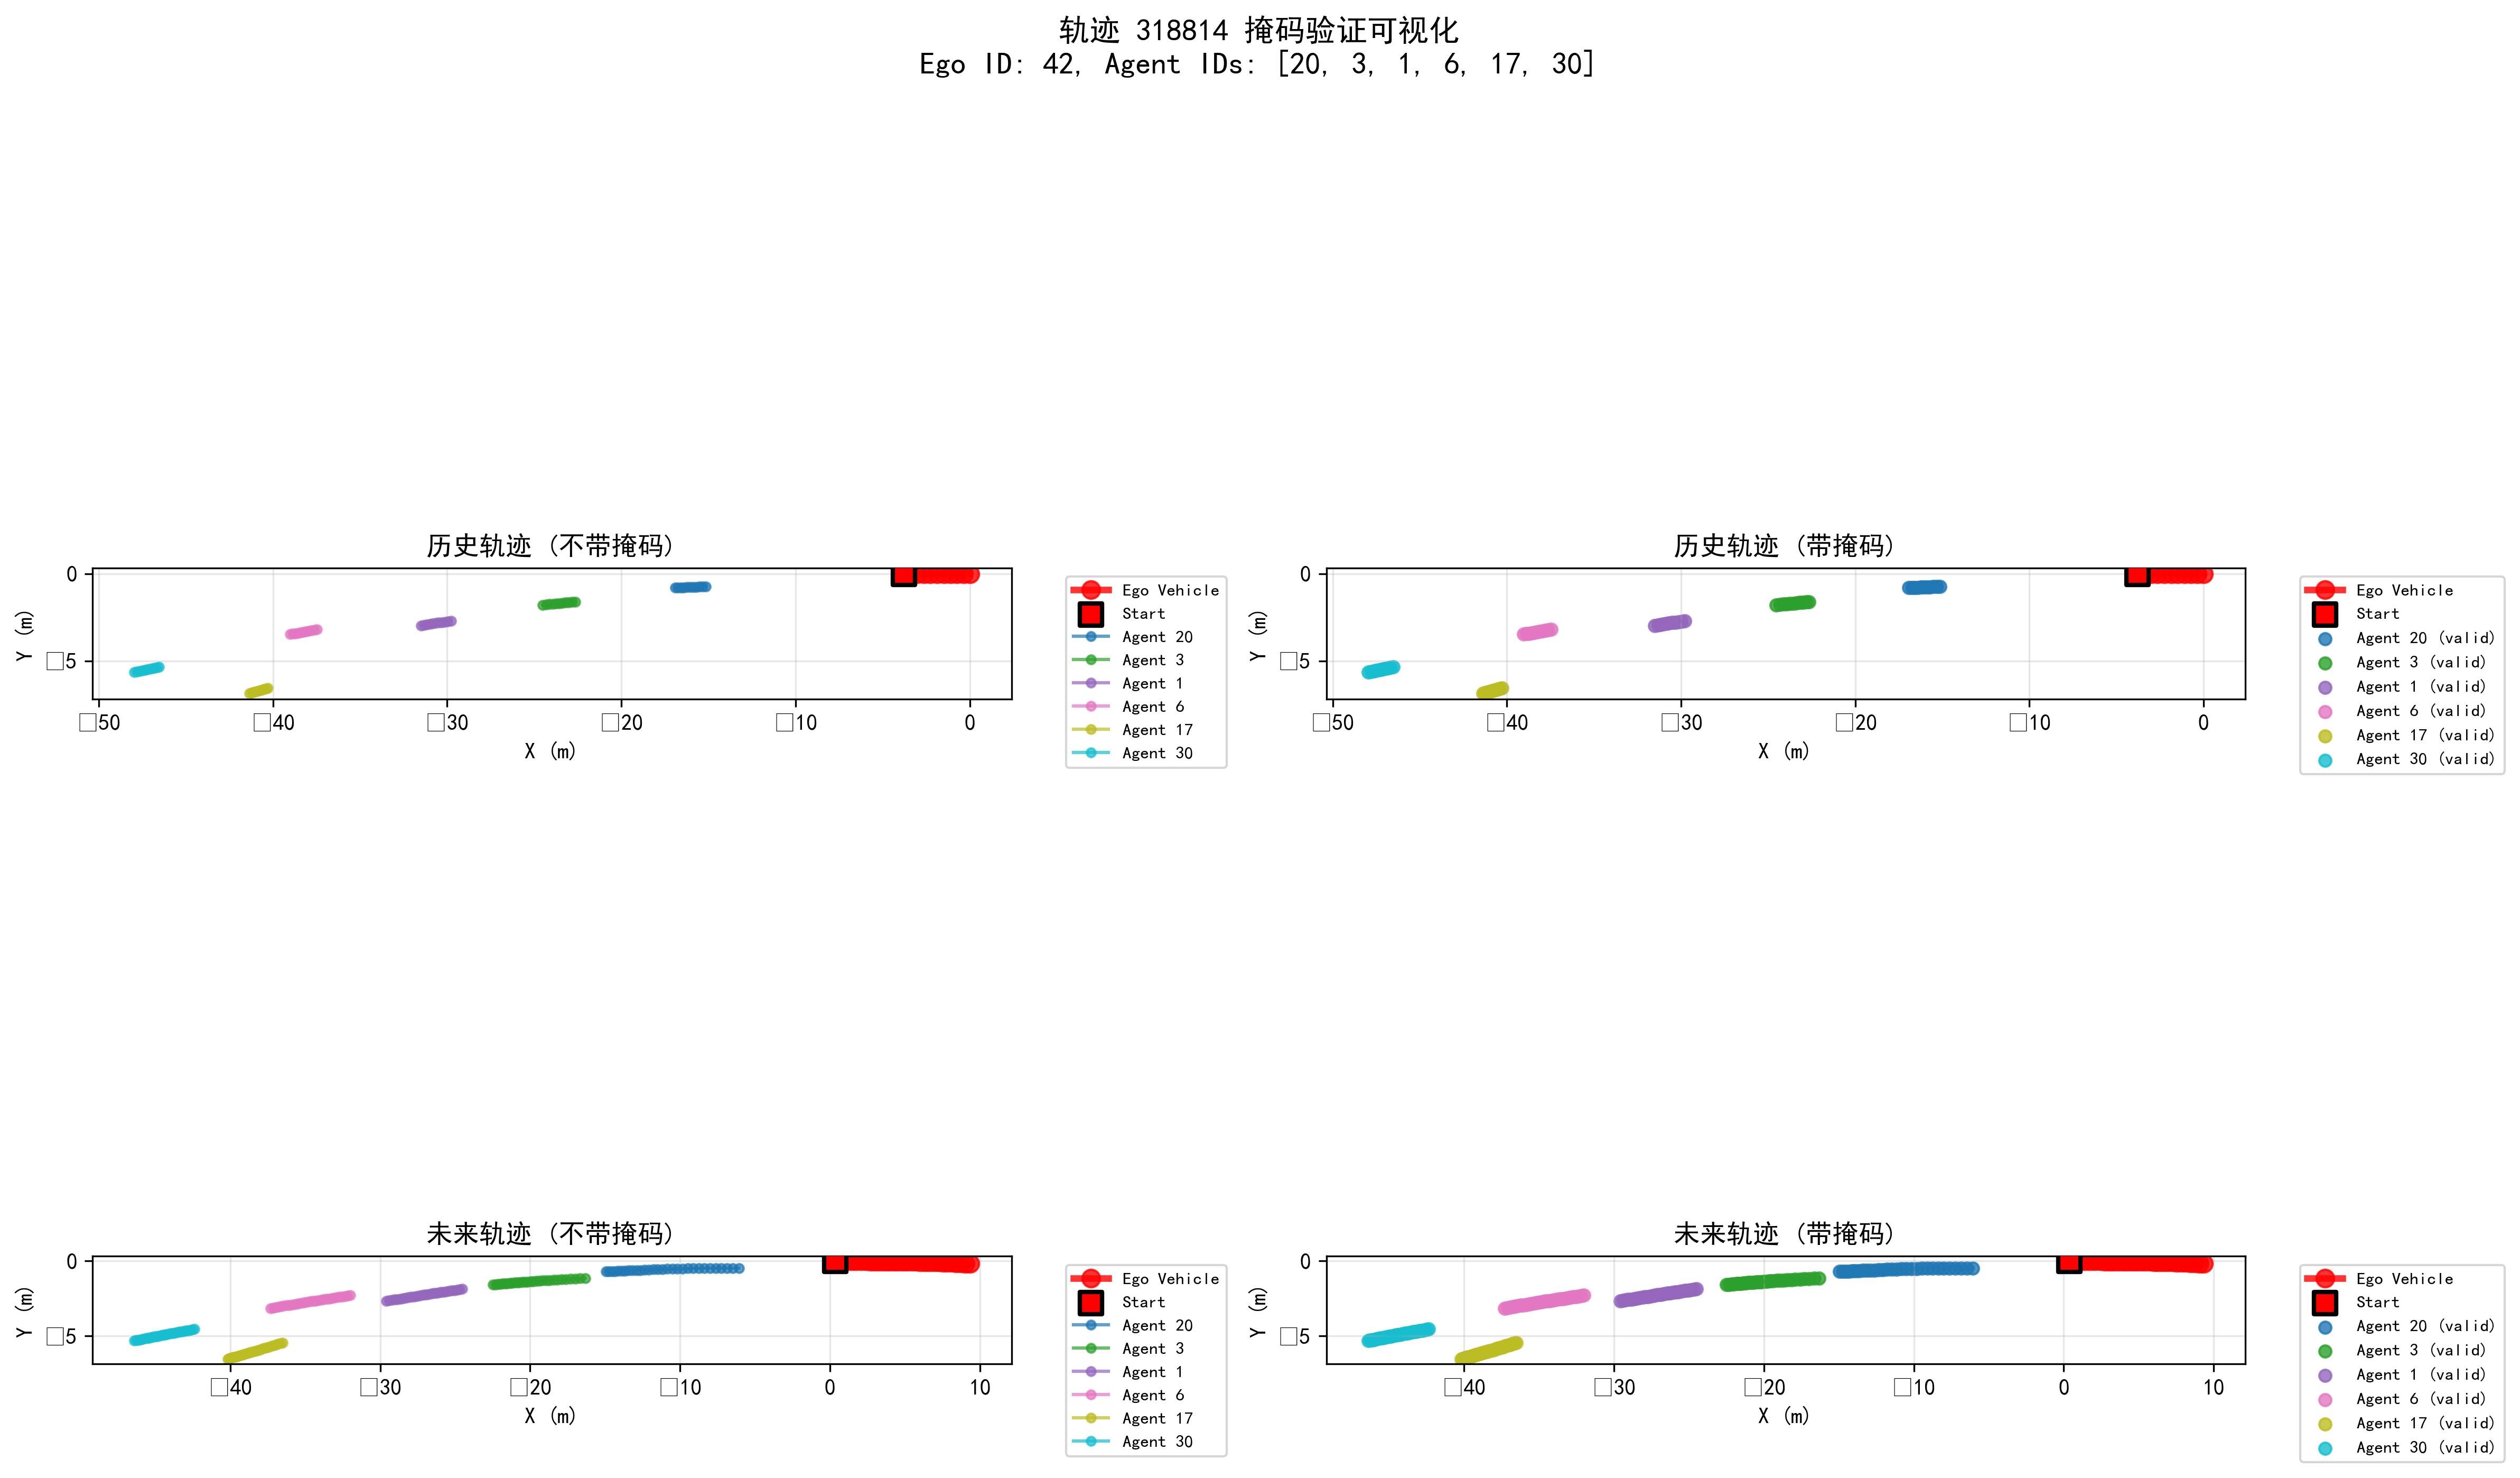 轨迹 318814 掩码验证可视化
Ego ID: 42, Agent IDs: [20, 3, 1, 6, 17, 30]
历史轨迹 (不带掩码)
0
□5
Y (m)
□50 □40 □30 □20 □10 0
X (m)
Ego Vehicle
Start
Agent 20
Agent 3
Agent 1
Agent 6
Agent 17
Agent 30
历史轨迹 (带掩码)
0
□5
Y (m)
□50 □40 □30 □20 □10 0
X (m)
Ego Vehicle
Start
Agent 20 (valid)
Agent 3 (valid)
Agent 1 (valid)
Agent 6 (valid)
Agent 17 (valid)
Agent 30 (valid)
未来轨迹 (不带掩码)
0
□5
Y (m)
□40 □30 □20 □10 0 10
X (m)
Ego Vehicle
Start
Agent 20
Agent 3
Agent 1
Agent 6
Agent 17
Agent 30
未来轨迹 (带掩码)
0
□5
Y (m)
□40 □30 □20 □10 0 10
X (m)
Ego Vehicle
Start
Agent 20 (valid)
Agent 3 (valid)
Agent 1 (valid)
Agent 6 (valid)
Agent 17 (valid)
Agent 30 (valid)